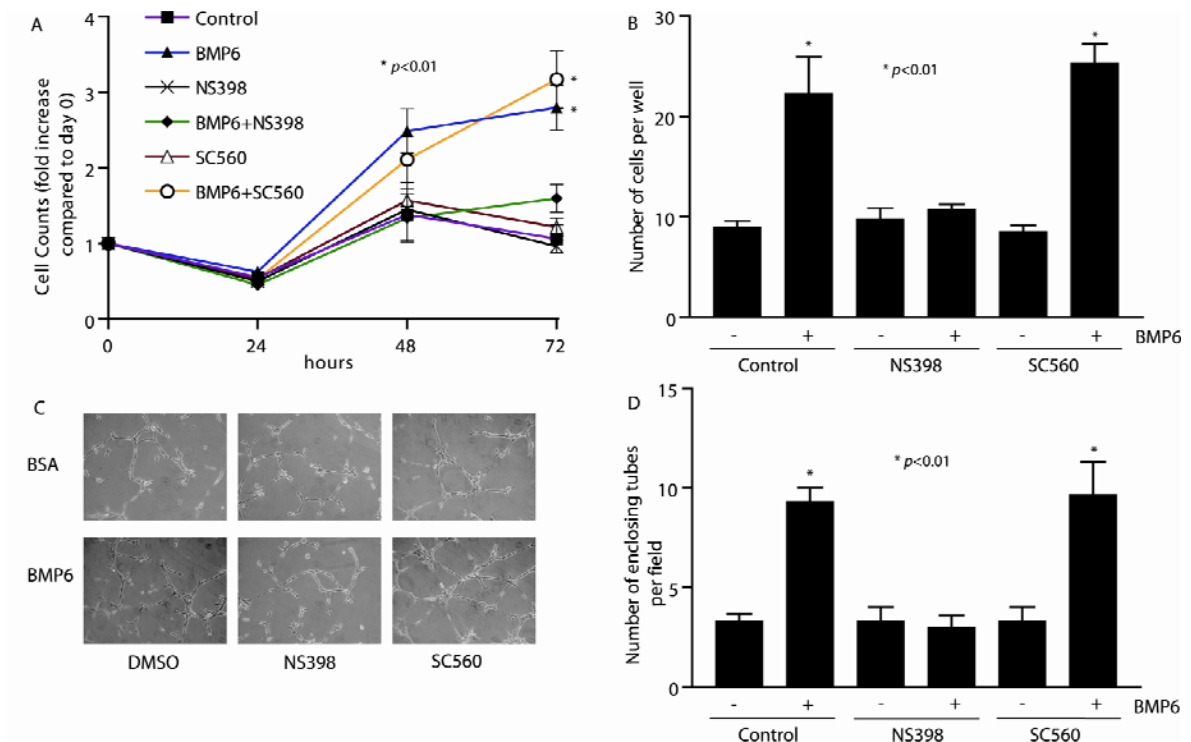 A
Control
BMP6
NS398
BMP6+NS398
SC560
BMP6+SC560
* p<0.01
*
*
Cell Counts (fold increase
compared to day 0)
4
3
2
1
0
0 24 48 72
hours
B
Number of cells per well
30
20
10
0
*
* p<0.01
*
- + - + - + BMP6
Control NS398 SC560
C
BSA
BMP6
DMSO NS398 SC560
D
Number of enclosing tubes
per field
15
10
5
0
*
* p<0.01
*
- + - + - + BMP6
Control NS398 SC560